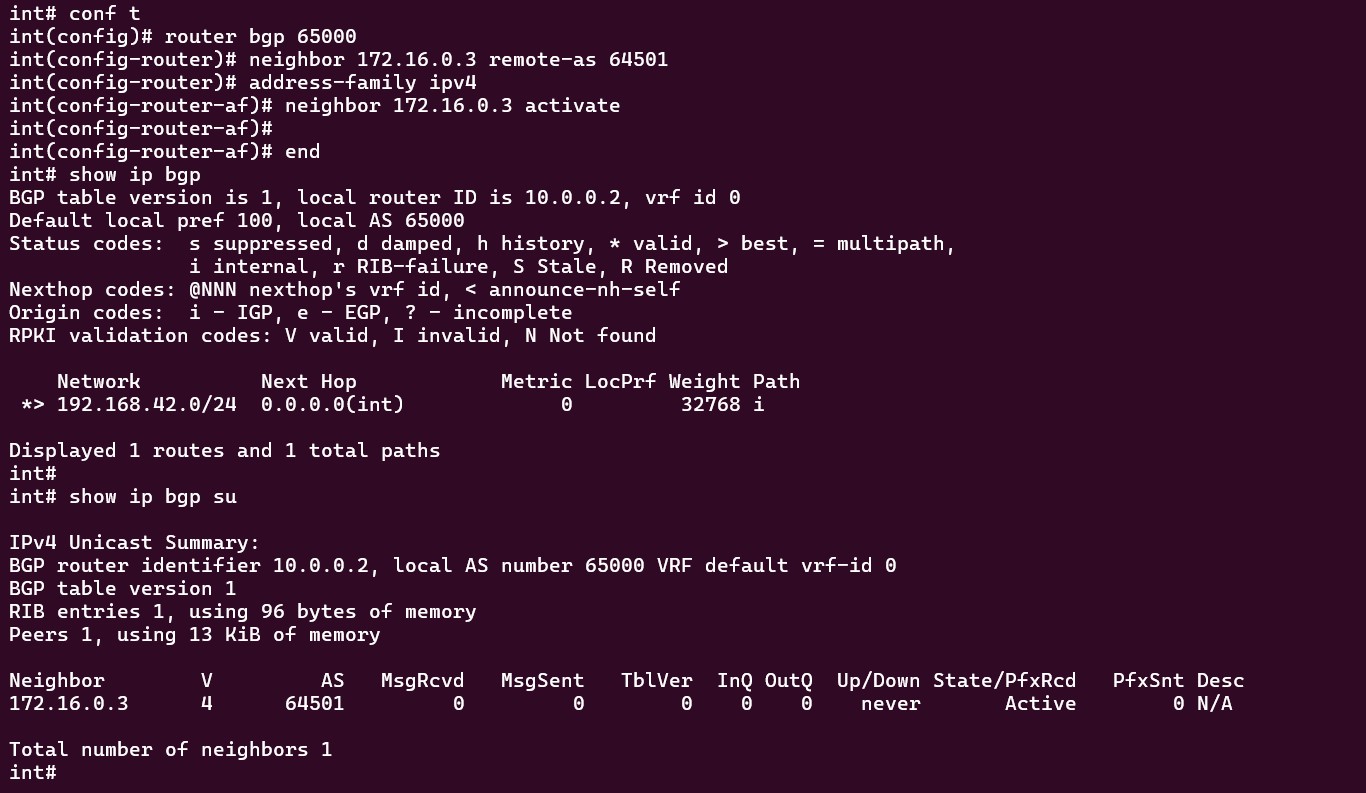 int# conf t
int(config)# router bgp 65000
int(config-router)# neighbor 172.16.0.3 remote-as 64501
int(config-router)# address-family ipv4
int(config-router-af)# neighbor 172.16.0.3 activate
int(config-router-af)#
int(config-router-af)# end
int# show ip bgp
BGP table version is 1, local router ID is 10.0.0.2, vrf id 0
Default local pref 100, local AS 65000
Status codes:  s suppressed, d damped, h history, * valid, > best, = multipath,
               i internal, r RIB-failure, S Stale, R Removed
Nexthop codes: @NNN nexthop's vrf id, < announce-nh-self
Origin codes:  i - IGP, e - EGP, ? - incomplete
RPKI validation codes: V valid, I invalid, N Not found

    Network          Next Hop            Metric LocPrf Weight Path
 *> 192.168.42.0/24  0.0.0.0(int)             0         32768 i

Displayed 1 routes and 1 total paths
int#
int# show ip bgp su

IPv4 Unicast Summary:
BGP router identifier 10.0.0.2, local AS number 65000 VRF default vrf-id 0
BGP table version 1
RIB entries 1, using 96 bytes of memory
Peers 1, using 13 KiB of memory

Neighbor        V         AS   MsgRcvd   MsgSent   TblVer  InQ OutQ  Up/Down State/PfxRcd   PfxSnt Desc
172.16.0.3      4      64501         0         0        0    0    0    never       Active        0 N/A

Total number of neighbors 1
int#